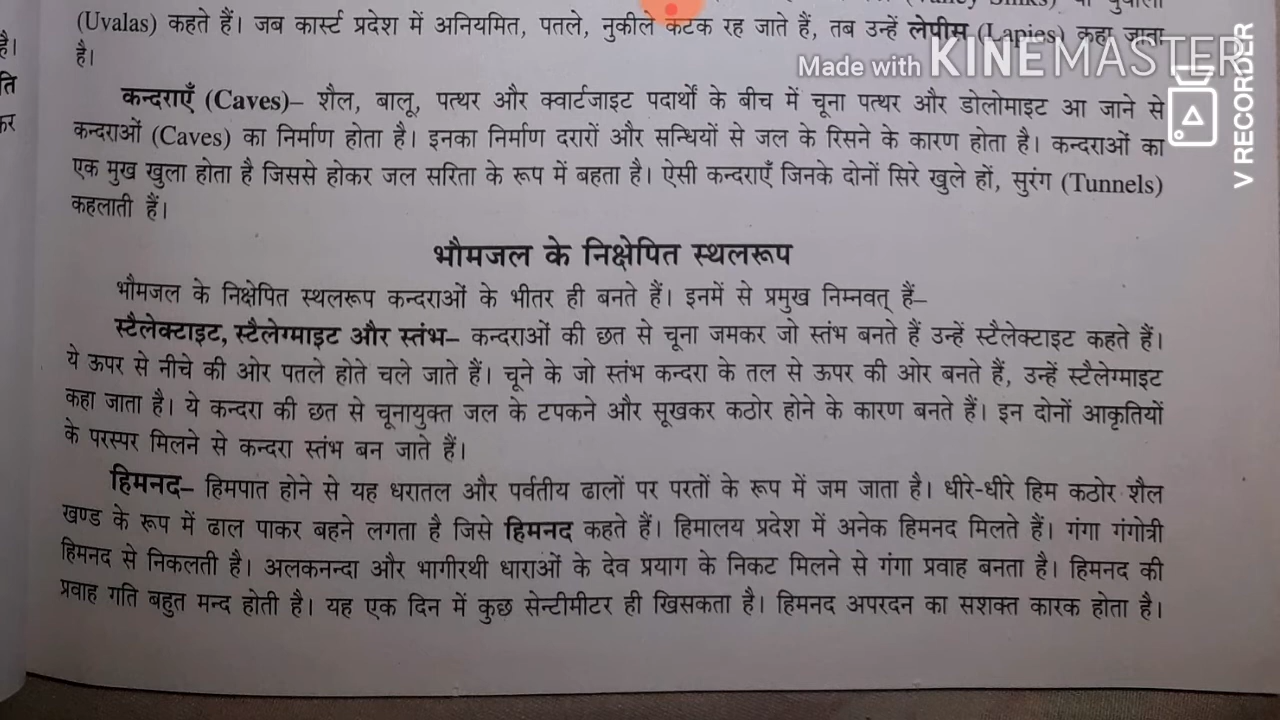 (Uvalas) कहते हैं। जब कार्स्ट प्रदेश में अनियमित, पतले, नुकीले कटक रह जाते हैं, तब उन्हें लेपीस (Lapies) कहा जाता
है।
कन्दराएँ (Caves)– शैल, बालू, पत्थर और क्वार्टजाइट पदार्थों के बीच में चूना पत्थर और डोलोमाइट आ जाने से
कन्दराओं (Caves) का निर्माण होता है। इनका निर्माण दरारों और सन्धियों से जल के रिसने के कारण होता है। कन्दराओं का
एक मुख खुला होता है जिससे होकर जल सरिता के रूप में बहता है। ऐसी कन्दराएँ जिनके दोनों सिरे खुले हों, सुरंग (Tunnels)
कहलाती हैं।
भौमजल के निक्षेपित स्थलरूप
भौमजल के निक्षेपित स्थलरूप कन्दराओं के भीतर ही बनते हैं। इनमें से प्रमुख निम्नवत् हैं–
स्टैलेक्टाइट, स्टैलेग्माइट और स्तंभ– कन्दराओं की छत से चूना जमकर जो स्तंभ बनते हैं उन्हें स्टैलेक्टाइट कहते हैं।
ये ऊपर से नीचे की ओर पतले होते चले जाते हैं। चूने के जो स्तंभ कन्दरा के तल से ऊपर की ओर बनते हैं, उन्हें स्टैलेग्माइट
कहा जाता है। ये कन्दरा की छत से चूनायुक्त जल के टपकने और सूखकर कठोर होने के कारण बनते हैं। इन दोनों आकृतियों
के परस्पर मिलने से कन्दरा स्तंभ बन जाते हैं।
हिमनद– हिमपात होने से यह धरातल और पर्वतीय ढालों पर परतों के रूप में जम जाता है। धीरे-धीरे हिम कठोर शैल
खण्ड के रूप में ढाल पाकर बहने लगता है जिसे हिमनद कहते हैं। हिमालय प्रदेश में अनेक हिमनद मिलते हैं। गंगा गंगोत्री
हिमनद से निकलती है। अलकनन्दा और भागीरथी धाराओं के देव प्रयाग के निकट मिलने से गंगा प्रवाह बनता है। हिमनद की
प्रवाह गति बहुत मन्द होती है। यह एक दिन में कुछ सेन्टीमीटर ही खिसकता है। हिमनद अपरदन का सशक्त कारक होता है।
है।
ति
कर
Made with KINEMASTER
V RECORDER